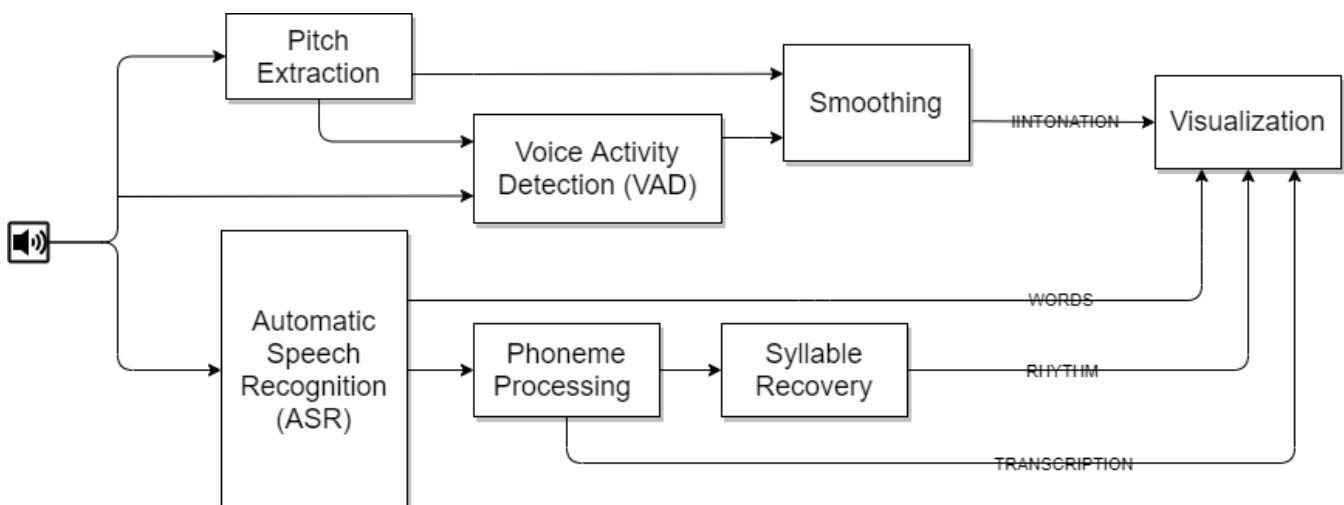 Pitch
Extraction
Smoothing
IINTONATION
Visualization
Voice Activity
Detection (VAD)
Automatic
Speech
Recognition
(ASR)
WORDS
Phoneme
Processing
Syllable
Recovery
RHYTHM
TRANSCRIPTION